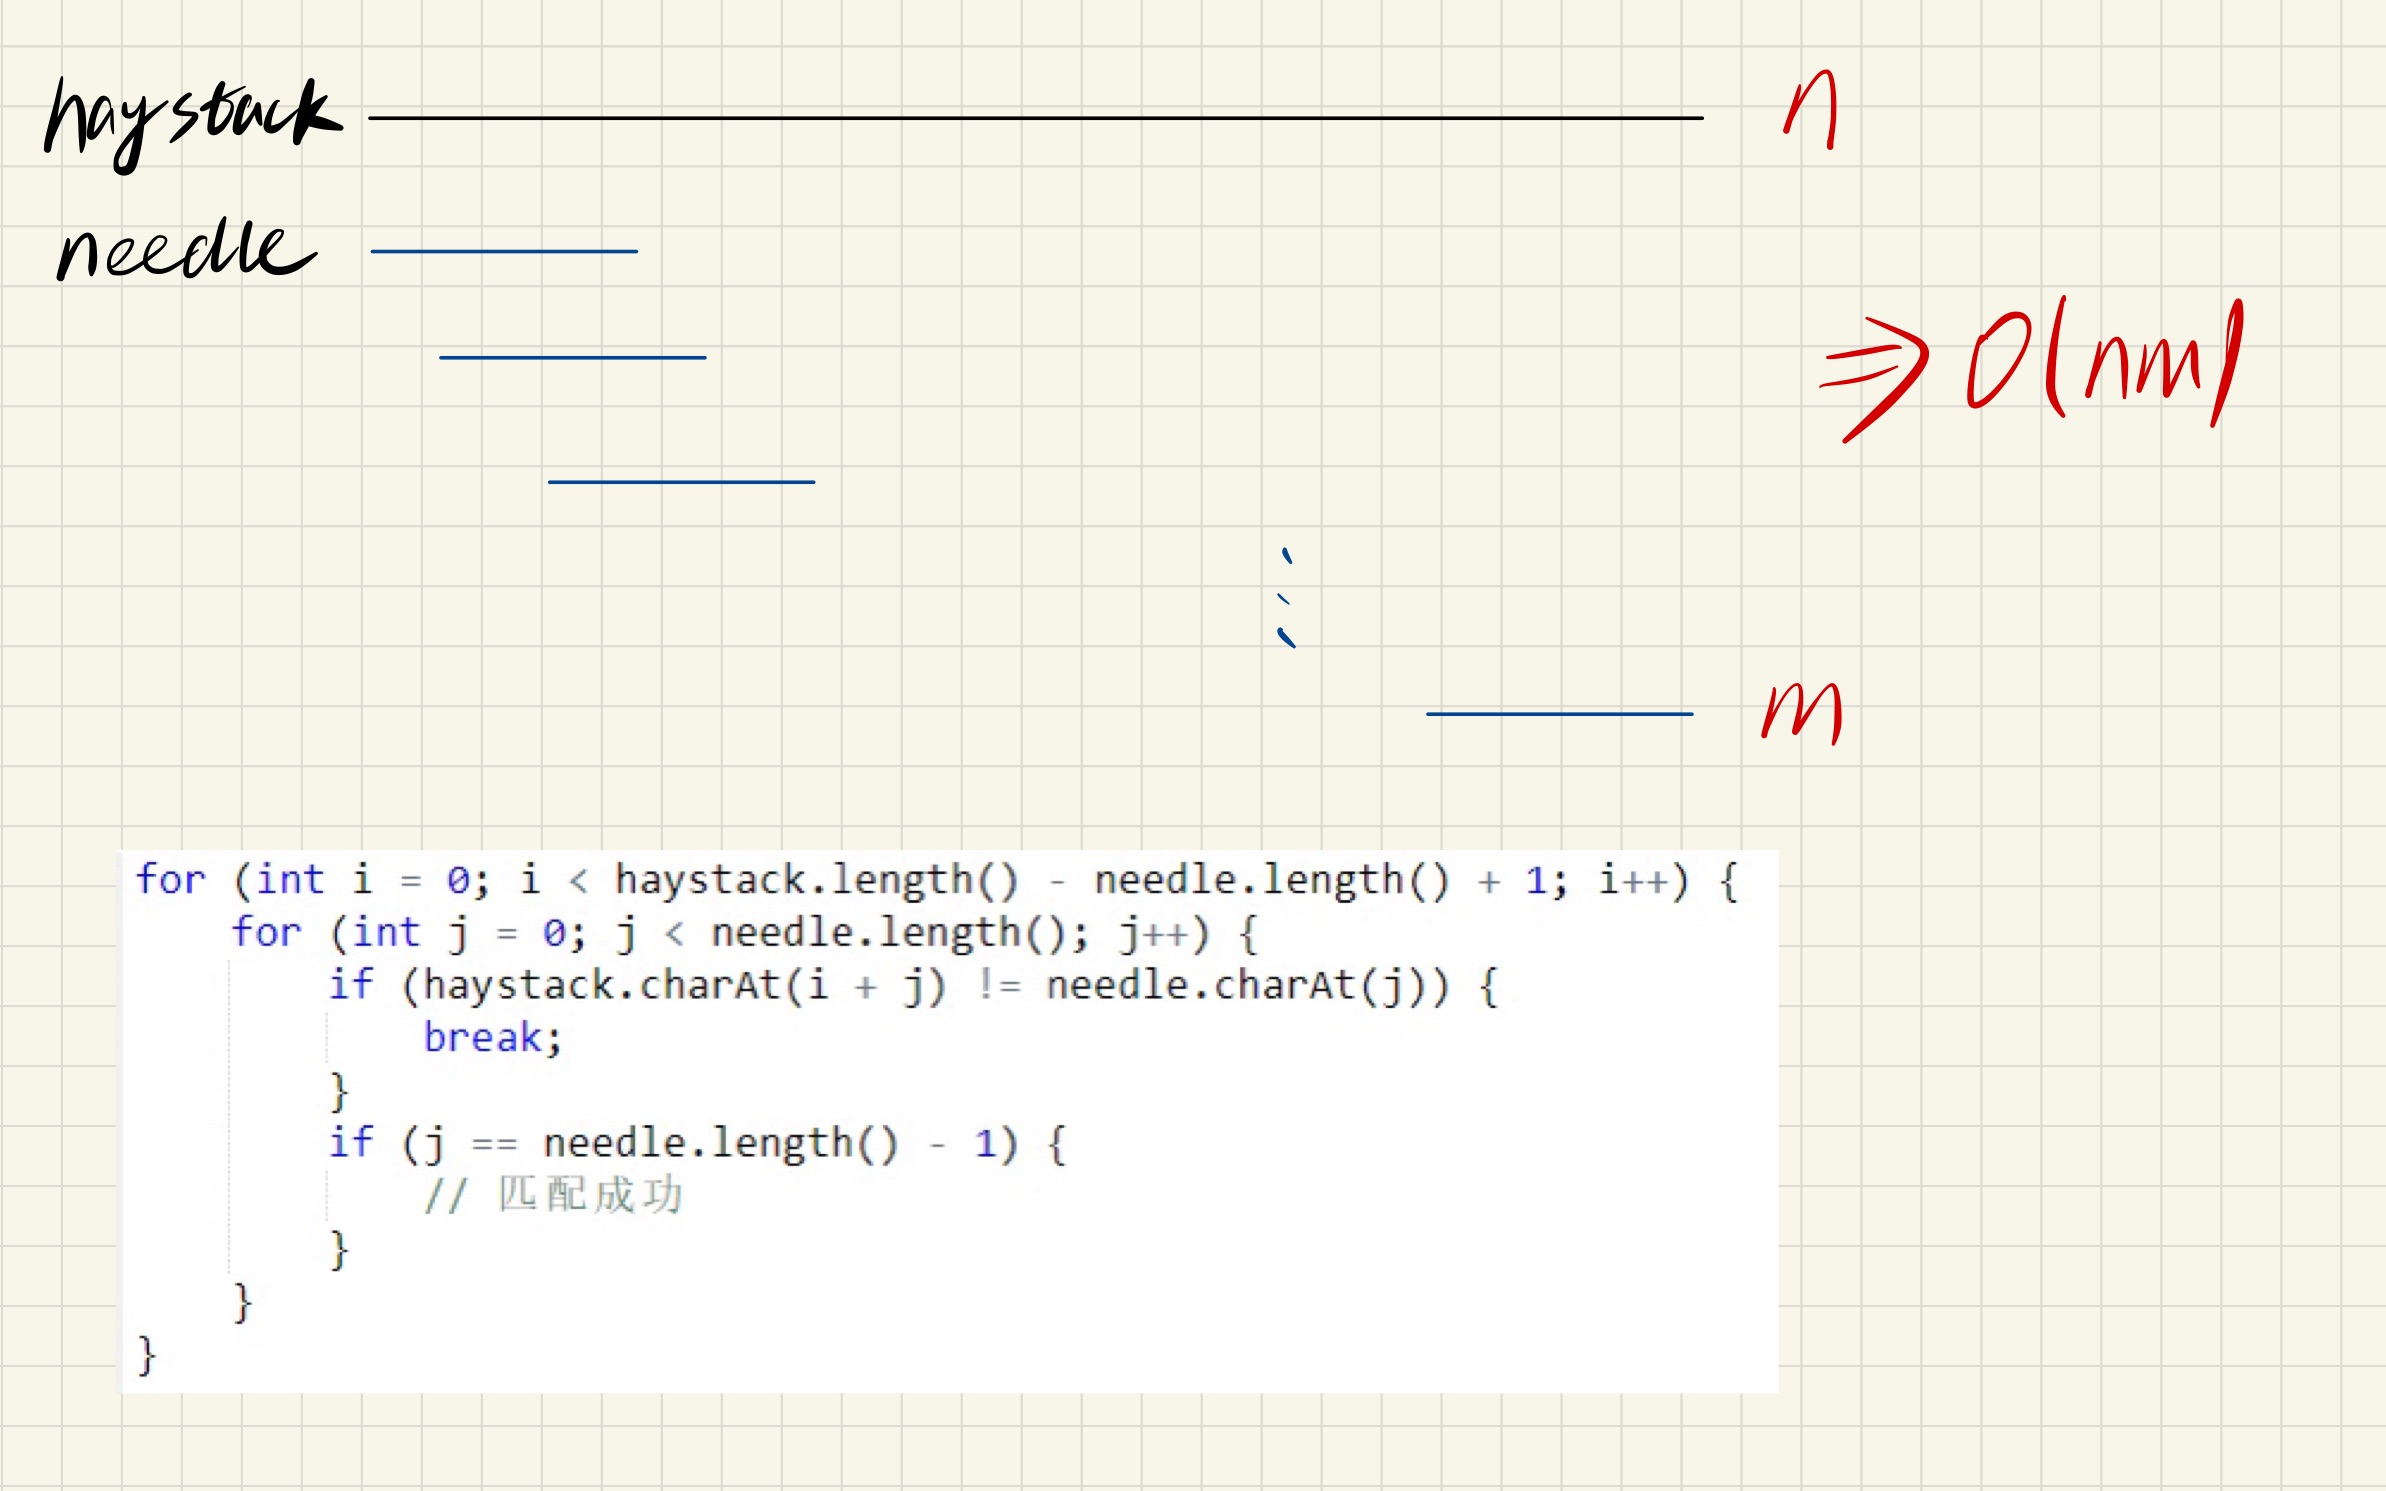 haystack n
needle
⇒ O(nm)
m
for (int i = 0; i < haystack.length() - needle.length() + 1; i++) {
    for (int j = 0; j < needle.length(); j++) {
        if (haystack.charAt(i + j) != needle.charAt(j)) {
            break;
        }
        if (j == needle.length() - 1) {
            // 匹配成功
        }
    }
}